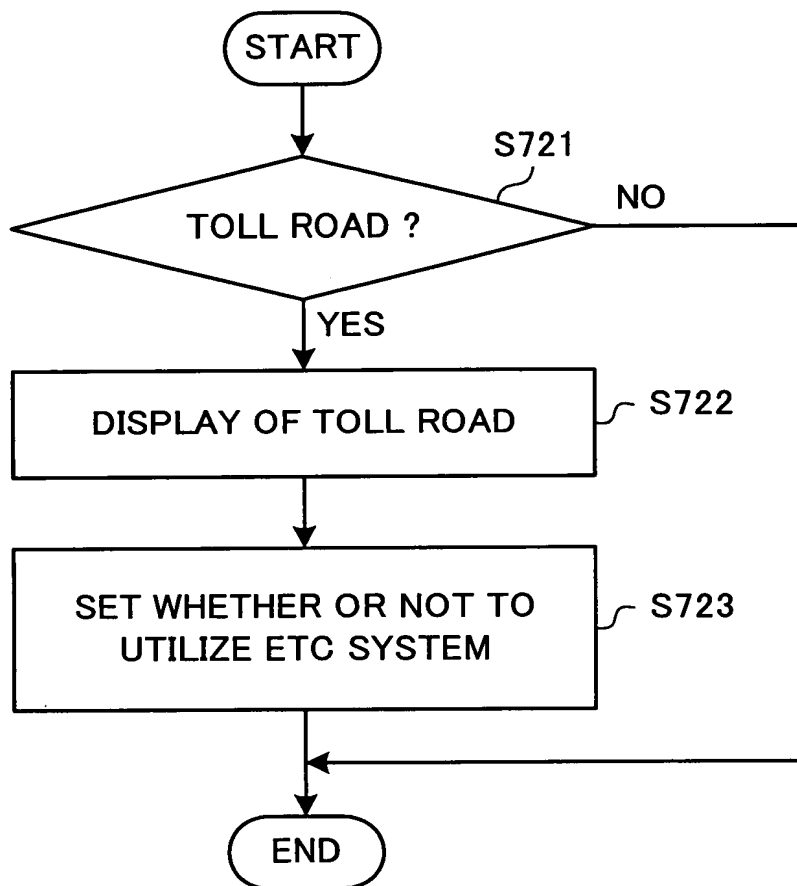 START
S721
TOLL ROAD ?
NO
YES
DISPLAY OF TOLL ROAD
S722
SET WHETHER OR NOT TO
UTILIZE ETC SYSTEM
S723
END